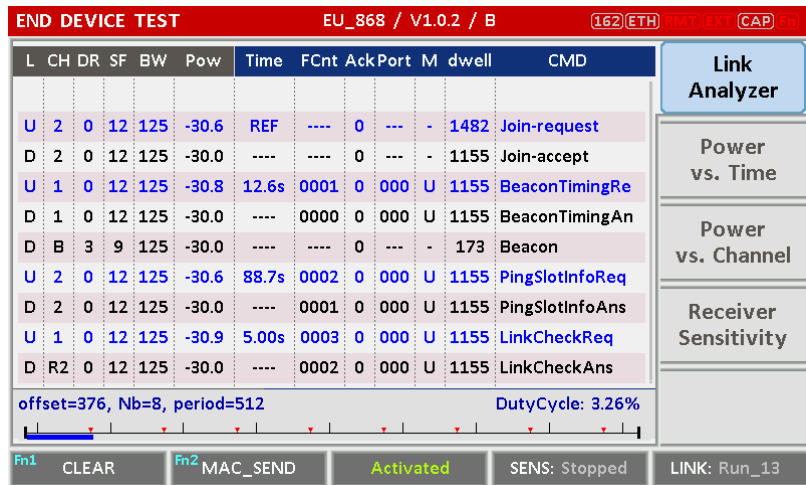 END DEVICE TEST EU_868 / V1.0.2 / B 162 ETH RMT EXT CAP Fn
L CH DR SF BW Pow Time FCnt Ack Port M dwell CMD
U 2 0 12 125 -30.6 REF ---- 0 --- - 1482 Join-request
D 2 0 12 125 -30.0 ---- ---- 0 --- - 1155 Join-accept
U 1 0 12 125 -30.8 12.6s 0001 0 000 U 1155 BeaconTimingRe
D 1 0 12 125 -30.0 ---- 0000 0 000 U 1155 BeaconTimingAn
D B 3 9 125 -30.0 ---- ---- 0 --- - 173 Beacon
U 2 0 12 125 -30.6 88.7s 0002 0 000 U 1155 PingSlotInfoReq
D 2 0 12 125 -30.0 ---- 0001 0 000 U 1155 PingSlotInfoAns
U 1 0 12 125 -30.9 5.00s 0003 0 000 U 1155 LinkCheckReq
D R2 0 12 125 -30.0 ---- 0002 0 000 U 1155 LinkCheckAns
offset=376, Nb=8, period=512 DutyCycle: 3.26%
Link
Analyzer
Power
vs. Time
Power
vs. Channel
Receiver
Sensitivity
Fn1 CLEAR Fn2 MAC_SEND Activated SENS: Stopped LINK: Run_13